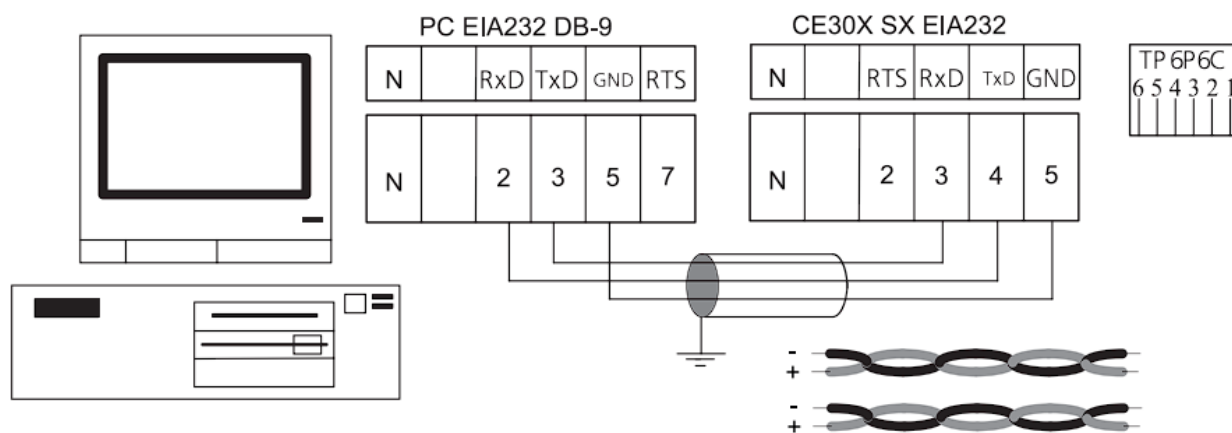 PC EIA232 DB-9
N RxD TxD GND RTS
N 2 3 5 7
CE30X SX EIA232
N RTS RxD TxD GND
N 2 3 4 5
TP 6P6C
6 5 4 3 2 1
-
+
-
+